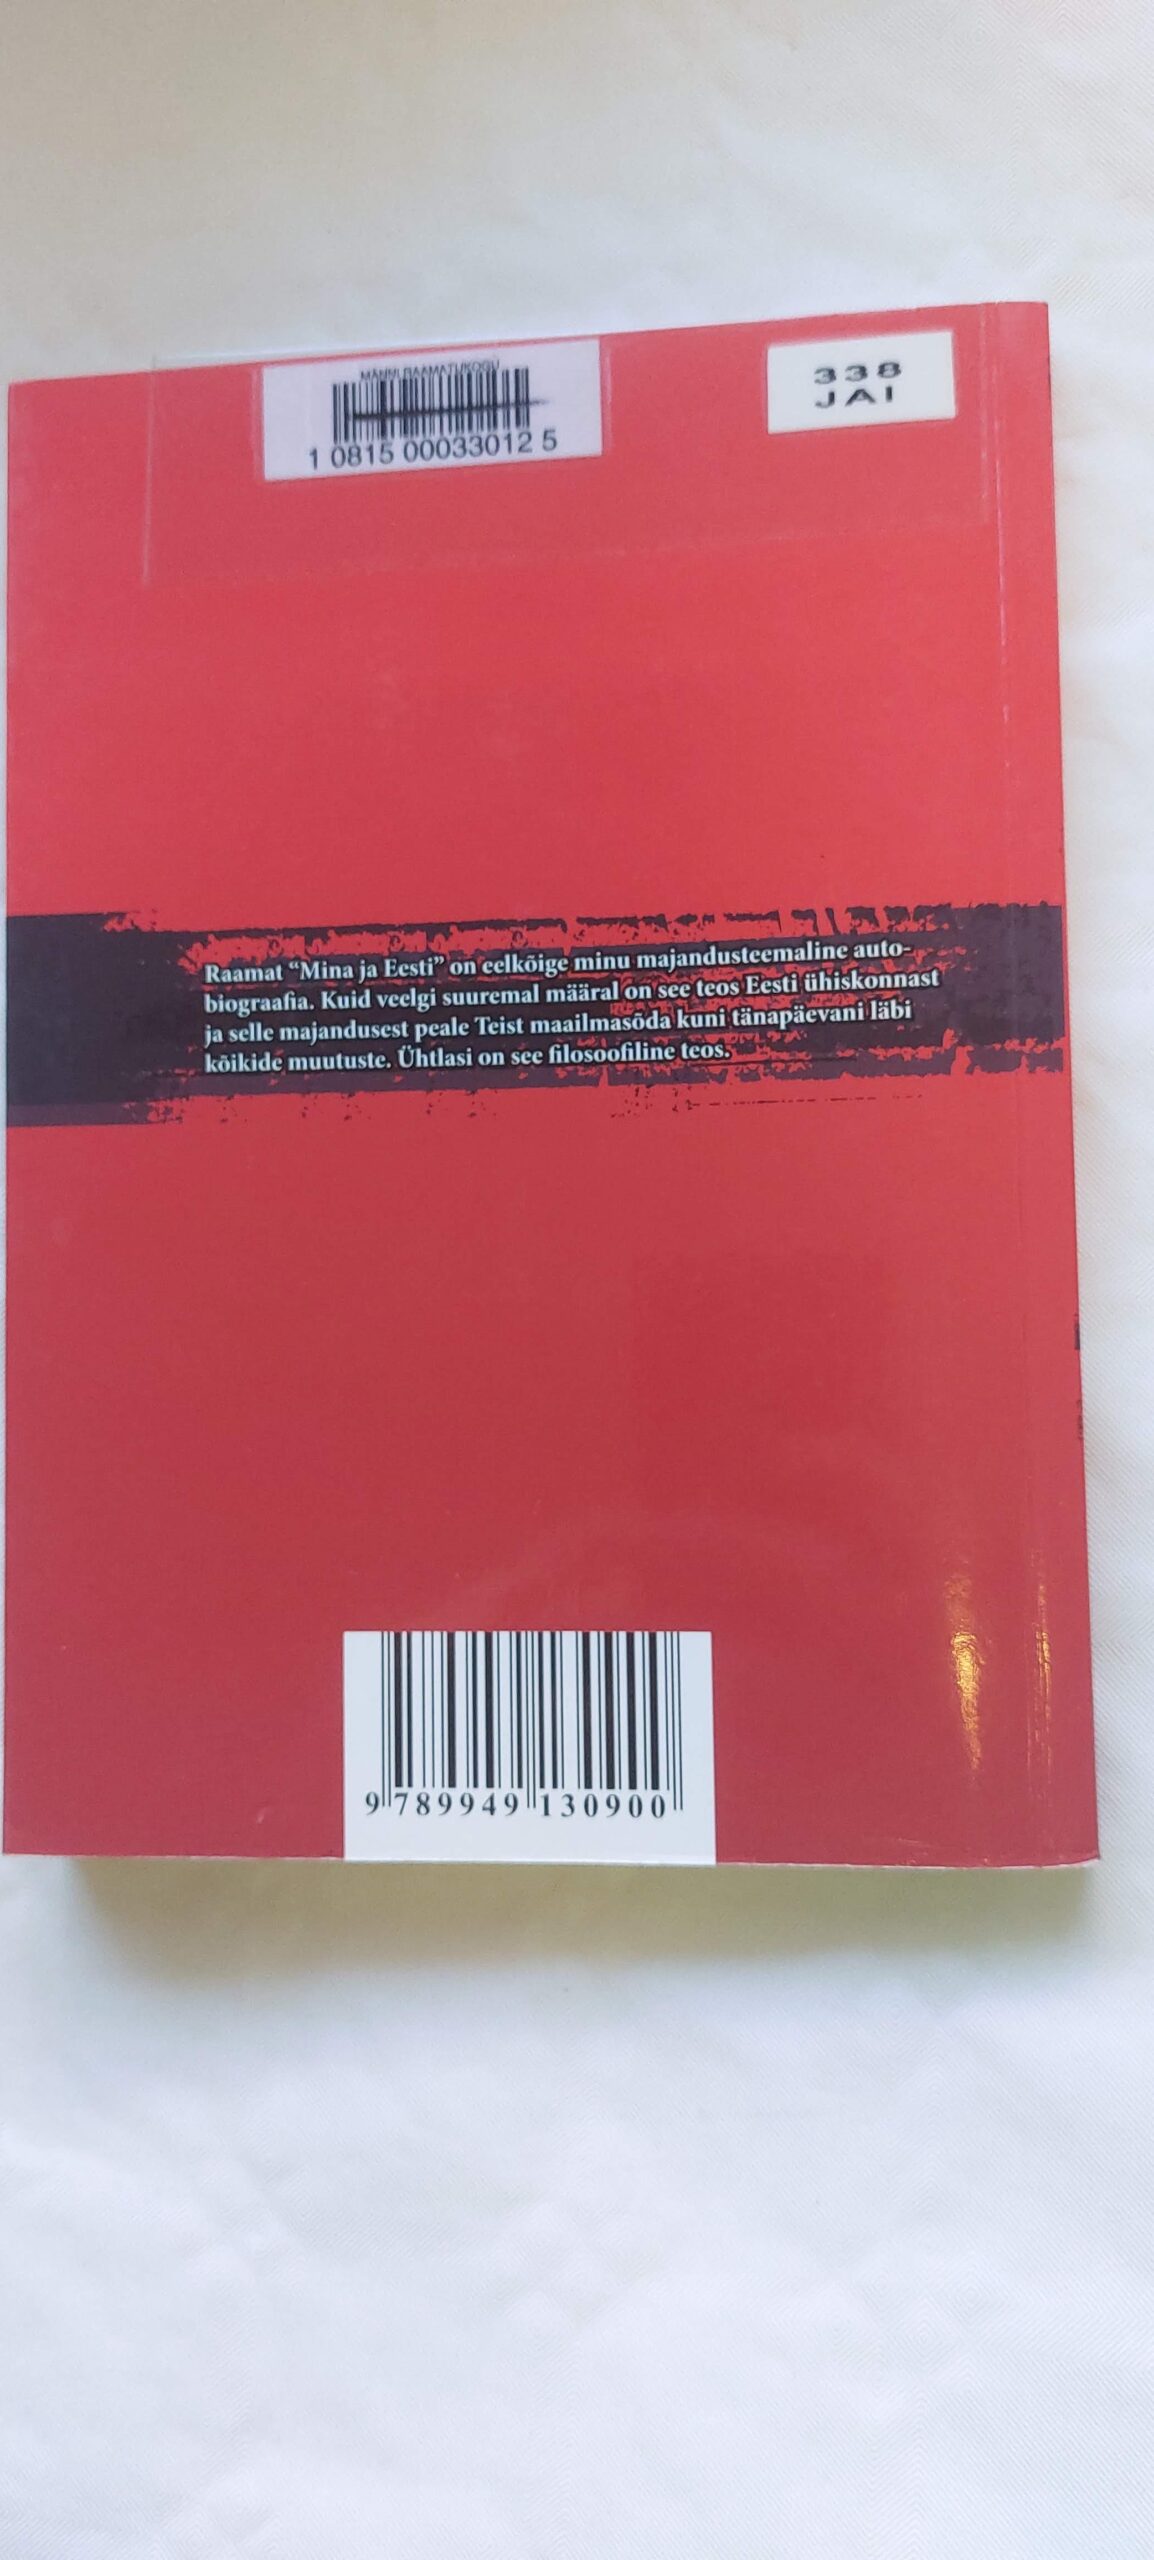 MÄNNI RAAMATUKOGU
1 0815 00033012 5
338
JAI
Raamat “Mina ja Eesti” on eelkõige minu majandusteemaline auto-
biograafia. Kuid veelgi suuremal määral on see teos Eesti ühiskonnast
ja selle majandusest peale Teist maailmasõda kuni tänapäevani läbi
kõikide muutuste. Ühtlasi on see filosoofiline teos.
9 789949 130900